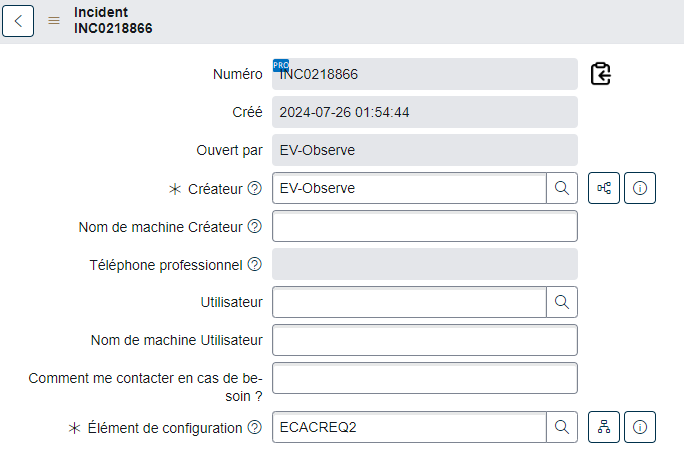 Incident
INC0218866
Numéro PRO INC0218866
Créé 2024-07-26 01:54:44
Ouvert par EV-Observe
Créateur EV-Observe
Nom de machine Créateur
Téléphone professionnel
Utilisateur
Nom de machine Utilisateur
Comment me contacter en cas de be-
soin ?
Élément de configuration ECACREQ2